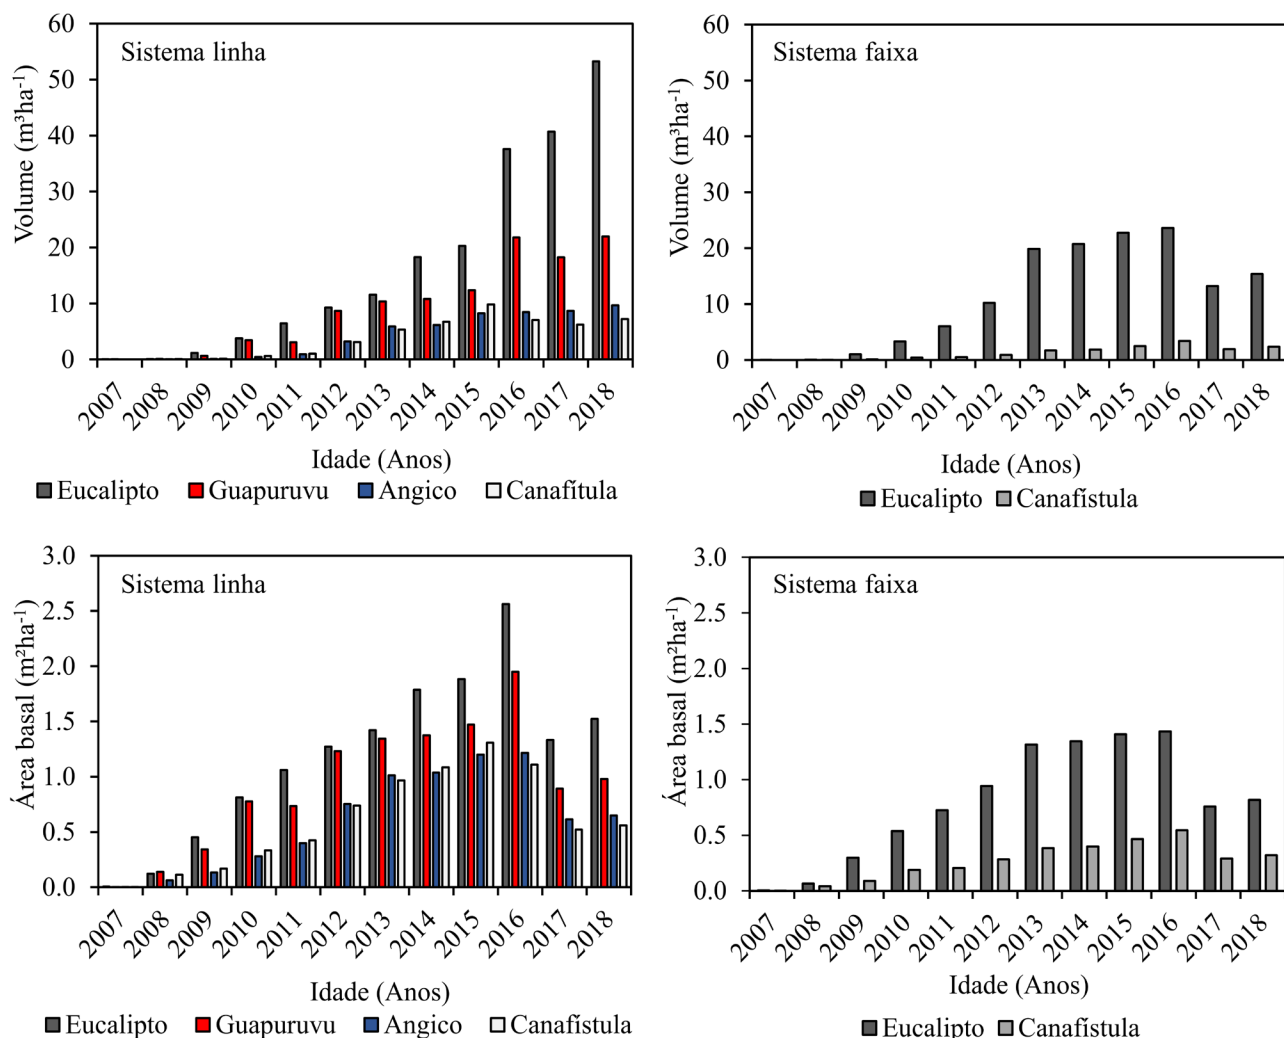 Sistema linha
Volume (m³ha⁻¹)
60
50
40
30
20
10
0
2007 2008 2009 2010 2011 2012 2013 2014 2015 2016 2017 2018
Idade (Anos)
Eucalipto Guapuruvu Angico Canafítula
Sistema faixa
Volume (m³ha⁻¹)
60
50
40
30
20
10
0
2007 2008 2009 2010 2011 2012 2013 2014 2015 2016 2017 2018
Idade (Anos)
Eucalipto Canafístula
Sistema linha
Área basal (m²ha⁻¹)
3.0
2.5
2.0
1.5
1.0
0.5
0.0
2007 2008 2009 2010 2011 2012 2013 2014 2015 2016 2017 2018
Idade (Anos)
Eucalipto Guapuruvu Angico Canafístula
Sistema faixa
Área basal (m²ha⁻¹)
3.0
2.5
2.0
1.5
1.0
0.5
0.0
2007 2008 2009 2010 2011 2012 2013 2014 2015 2016 2017 2018
Idade (Anos)
Eucalipto Canafístula